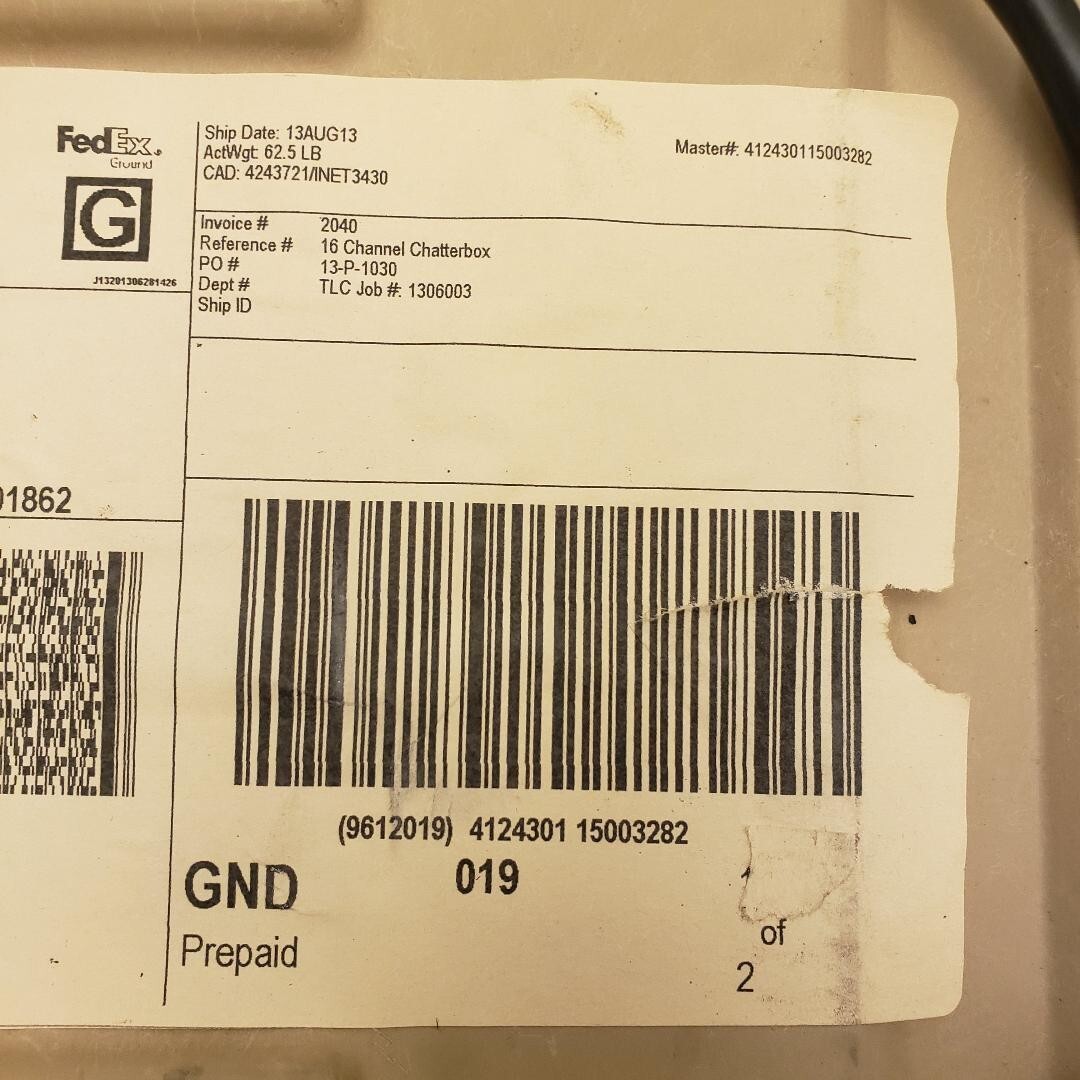 FedEx.
Ground
G
J13201306281426
Ship Date: 13AUG13
ActWgt: 62.5 LB
CAD: 4243721/INET3430
Master#: 412430115003282
Invoice # 2040
Reference # 16 Channel Chatterbox
PO # 13-P-1030
Dept # TLC Job #: 1306003
Ship ID
01862
(9612019) 4124301 15003282
GND 019
Prepaid
of
2